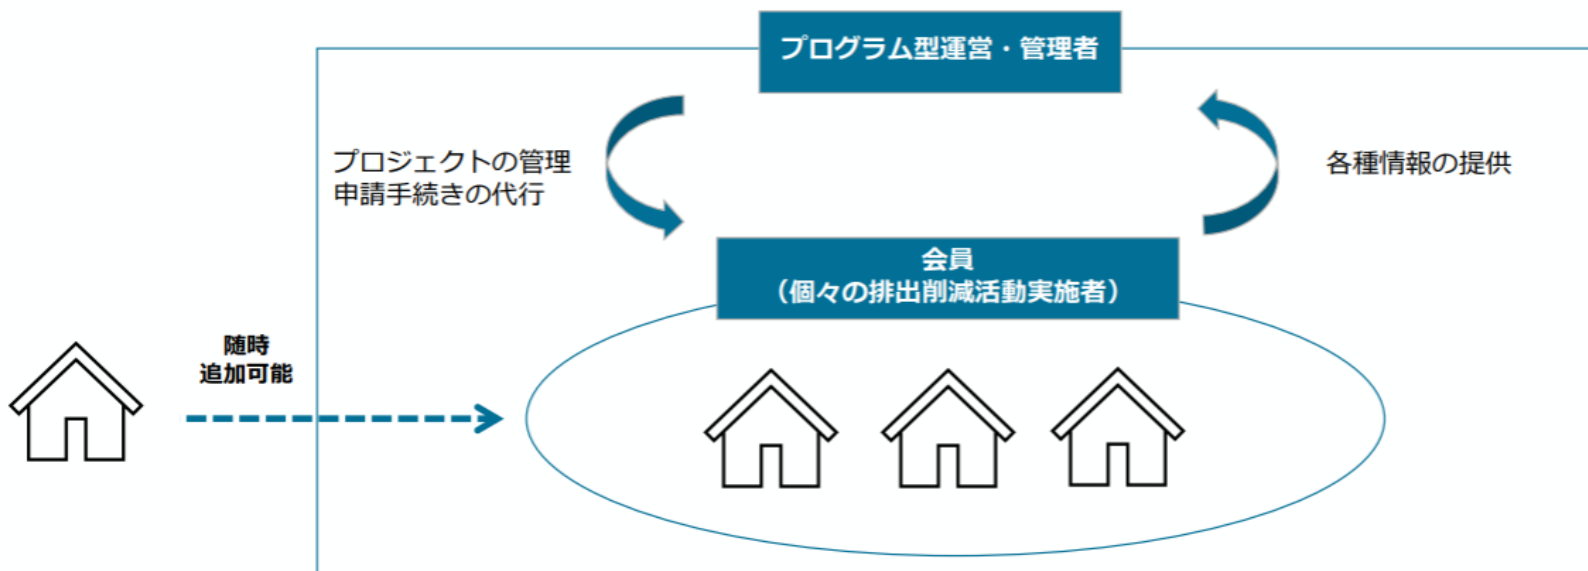 プログラム型運営・管理者
プロジェクトの管理
申請手続きの代行
各種情報の提供
会員
（個々の排出削減活動実施者）
随時
追加可能